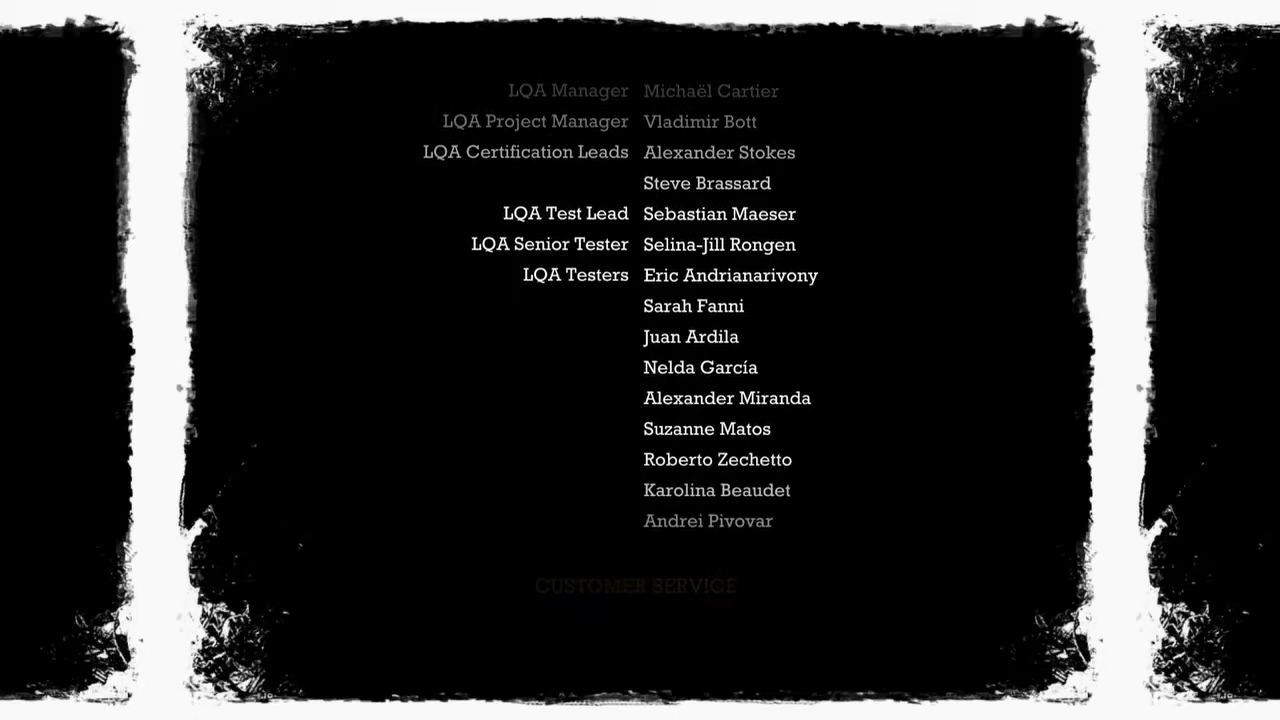 LQA Manager Michaël Cartier
LQA Project Manager Vladimir Bott
LQA Certification Leads Alexander Stokes
Steve Brassard
LQA Test Lead Sebastian Maeser
LQA Senior Tester Selina-Jill Rongen
LQA Testers Eric Andrianarivony
Sarah Fanni
Juan Ardila
Nelda García
Alexander Miranda
Suzanne Matos
Roberto Zechetto
Karolina Beaudet
Andrei Pivovar
CUSTOMER SERVICE